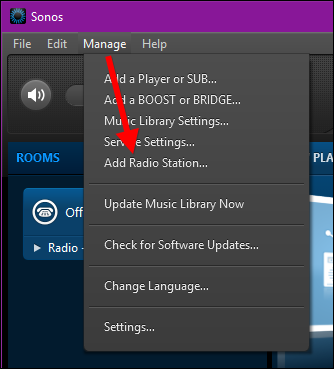 Sonos
File Edit Manage Help
Add a Player or SUB...
Add a BOOST or BRIDGE...
Music Library Settings...
Service Settings...
Add Radio Station...
ROOMS
PLA
Off
Update Music Library Now
Radio -
Check for Software Updates...
Change Language...
Settings...